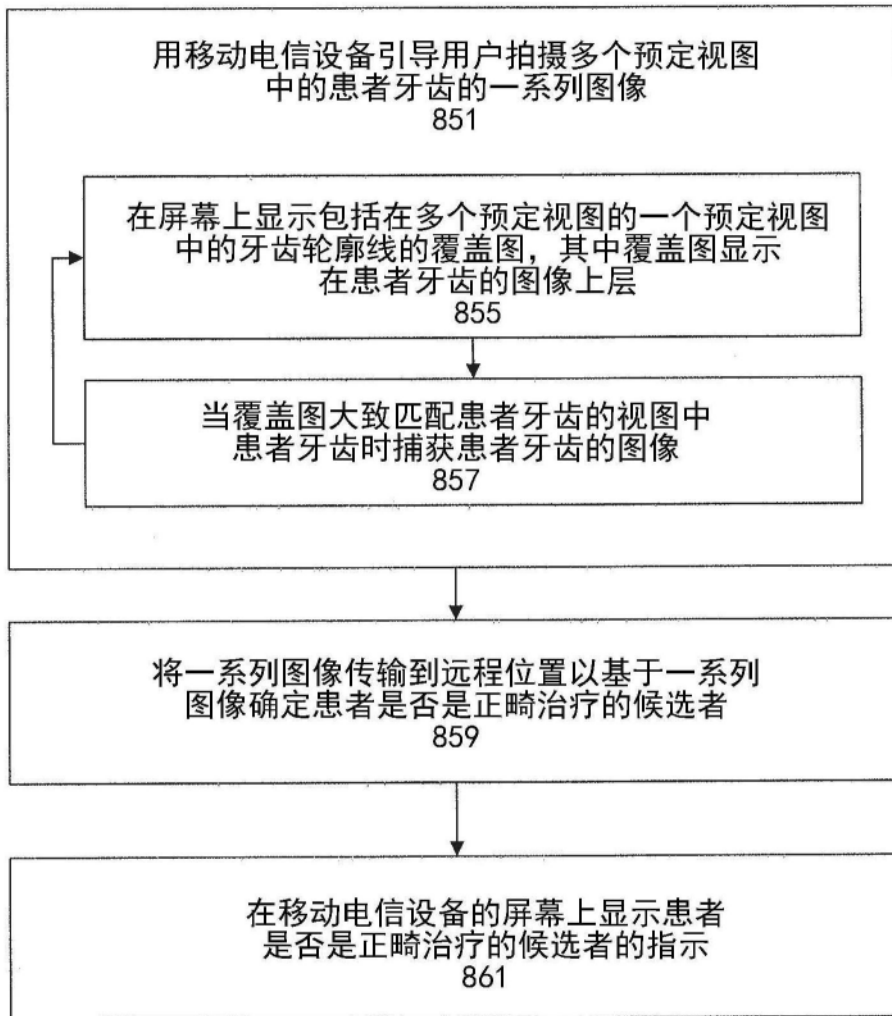 用移动电信设备引导用户拍摄多个预定视图
中的患者牙齿的一系列图像
851
在屏幕上显示包括在多个预定视图的一个预定视图
中的牙齿轮廓线的覆盖图，其中覆盖图显示
在患者牙齿的图像上层
855
当覆盖图大致匹配患者牙齿的视图中
患者牙齿时捕获患者牙齿的图像
857
将一系列图像传输到远程位置以基于一系列
图像确定患者是否是正畸治疗的候选者
859
在移动电信设备的屏幕上显示患者
是否是正畸治疗的候选者的指示
861